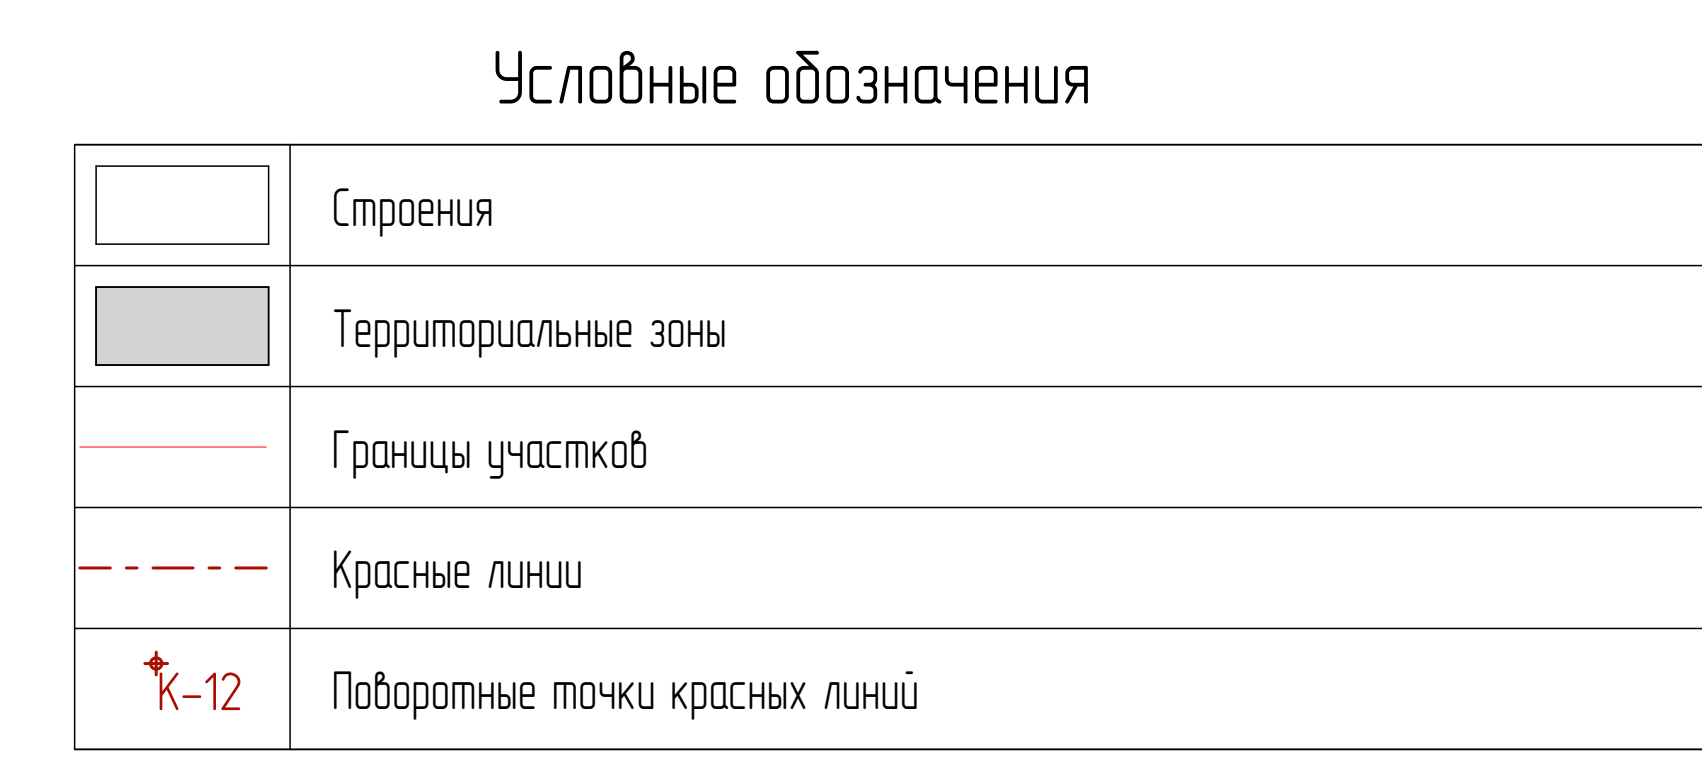 Условные обозначения
Строения
Территориальные зоны
Границы участков
Красные линии
К-12
Поворотные точки красных линий